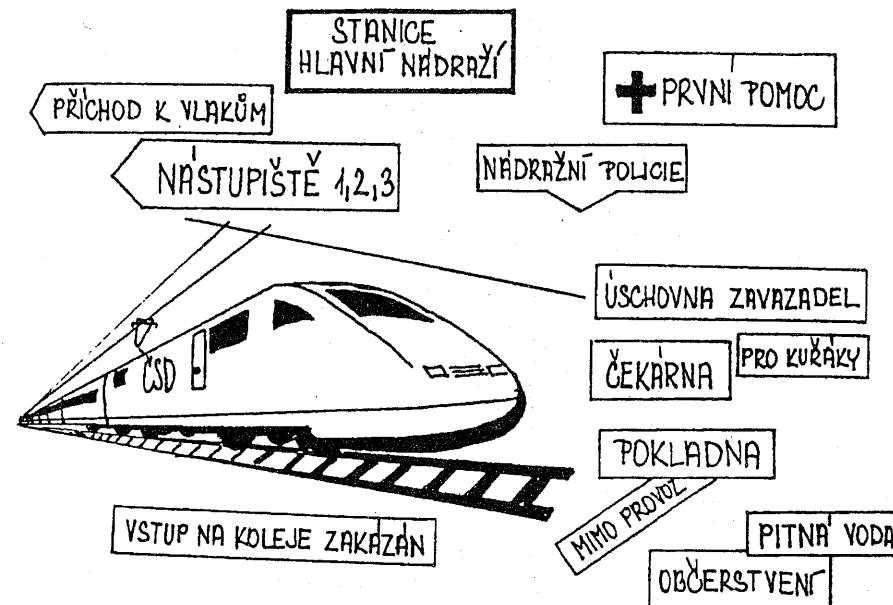 STANICE
HLAVNÍ NÁDRAŽÍ
PŘÍCHOD K VLAKŮM
PRVNÍ POMOC
NÁSTUPIŠTĚ 1,2,3
NÁDRAŽNÍ POLICIE
ÚSCHOVNA ZAVAZADEL
ČEKÁRNA
PRO KUŘÁKY
ČSD
POKLADNA
MIMO PROVOZ
VSTUP NA KOLEJE ZAKÁZÁN
PITNÁ VODA
OBČERSTVENÍ